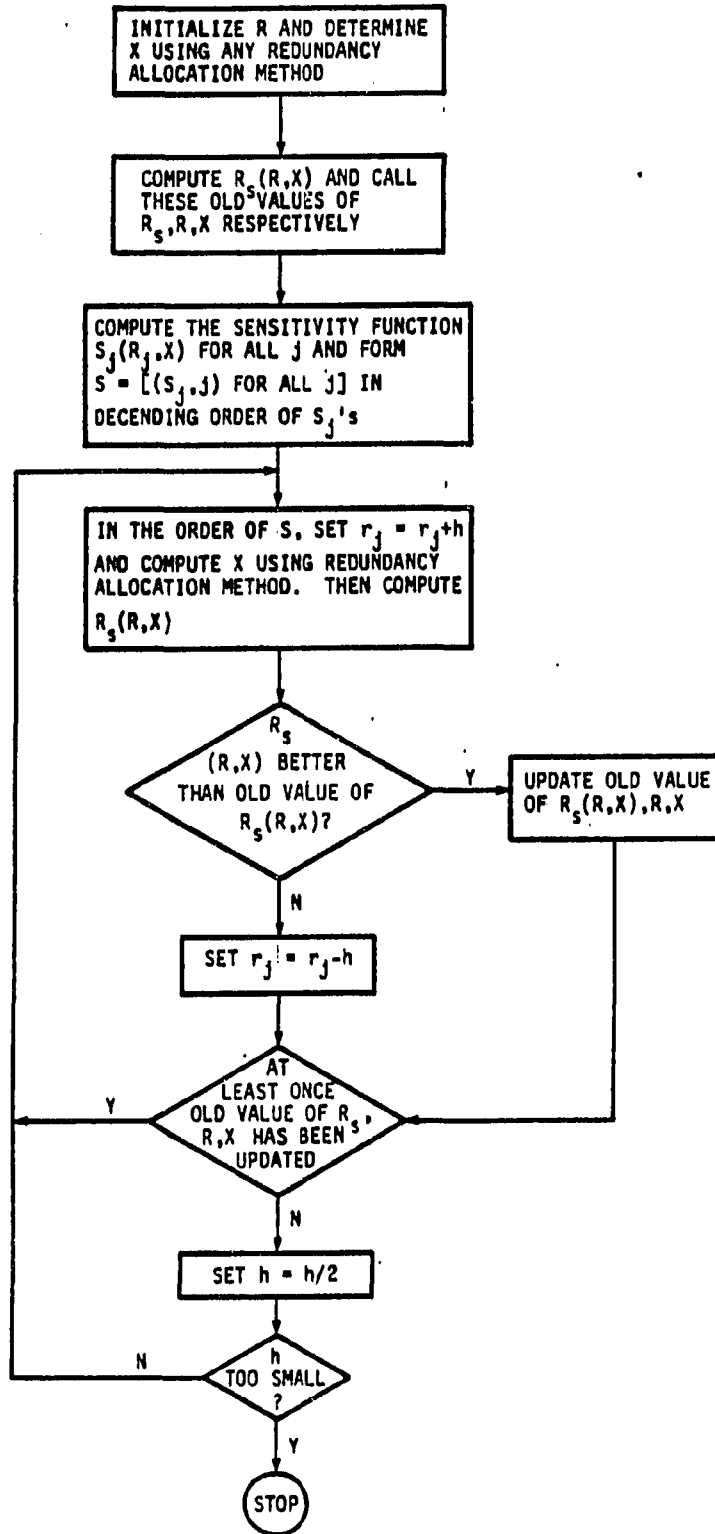 INITIALIZE R AND DETERMINE
X USING ANY REDUNDANCY
ALLOCATION METHOD
COMPUTE R_s(R,X) AND CALL
THESE OLD VALUES OF
R_s,R,X RESPECTIVELY
COMPUTE THE SENSITIVITY FUNCTION
S_j(R_j,X) FOR ALL j AND FORM
S = [(S_j,j) FOR ALL j] IN
DECENDING ORDER OF S_j's
IN THE ORDER OF S, SET r_j = r_j+h
AND COMPUTE X USING REDUNDANCY
ALLOCATION METHOD. THEN COMPUTE
R_s(R,X)
R_s
(R,X) BETTER
THAN OLD VALUE OF
R_s(R,X)?
Y
UPDATE OLD VALUE
OF R_s(R,X),R,X
N
SET r_j = r_j-h
AT
LEAST ONCE
OLD VALUE OF R_s,
R,X HAS BEEN
UPDATED
Y
N
SET h = h/2
h
TOO SMALL
?
N
Y
STOP